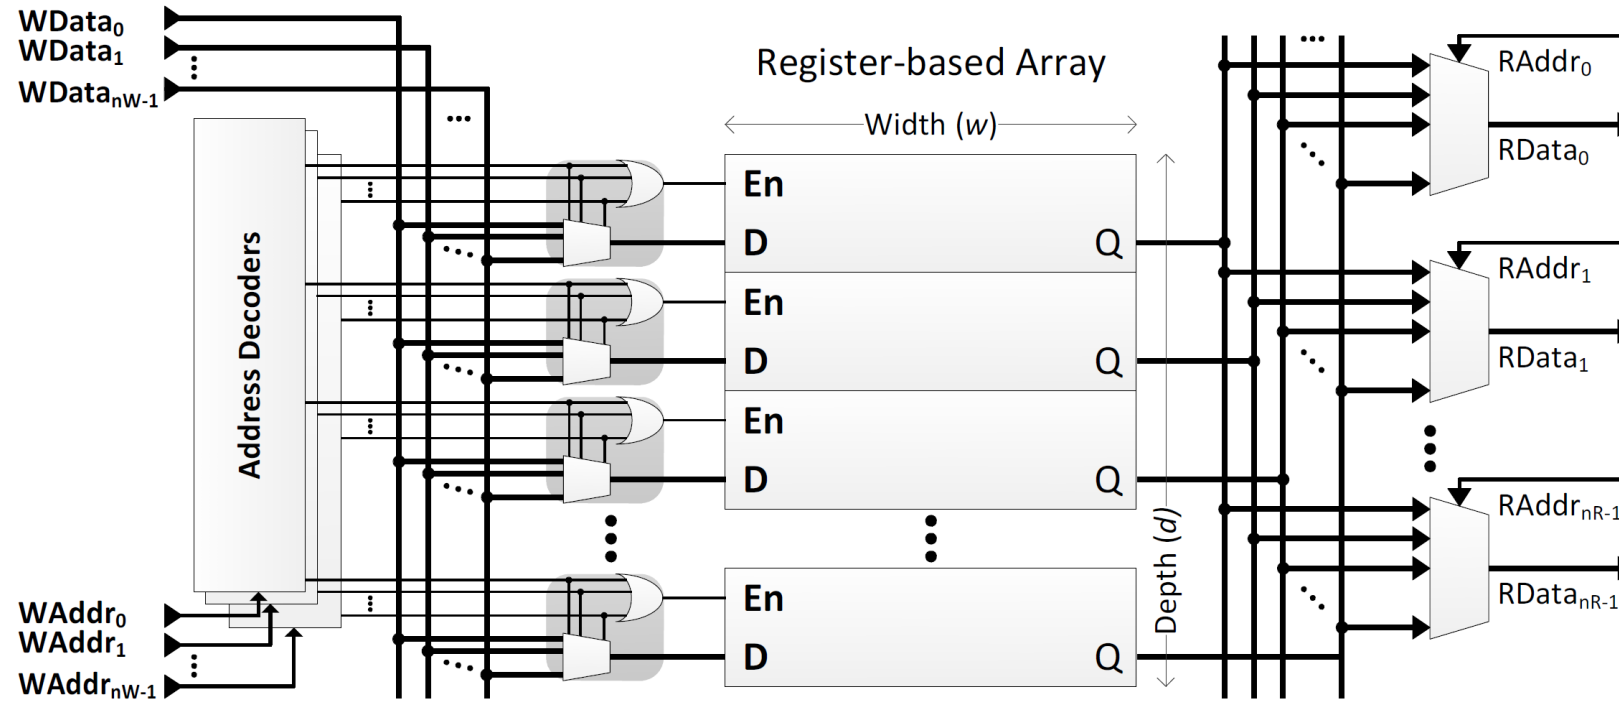 WData0
WData1
WDatanW-1
Register-based Array
Width (w)
Address Decoders
En
D
Q
En
D
Q
En
D
Q
En
D
Q
Depth (d)
WAddr0
WAddr1
WAddrnW-1
RAddr0
RData0
RAddr1
RData1
RAddrnR-1
RDatanR-1